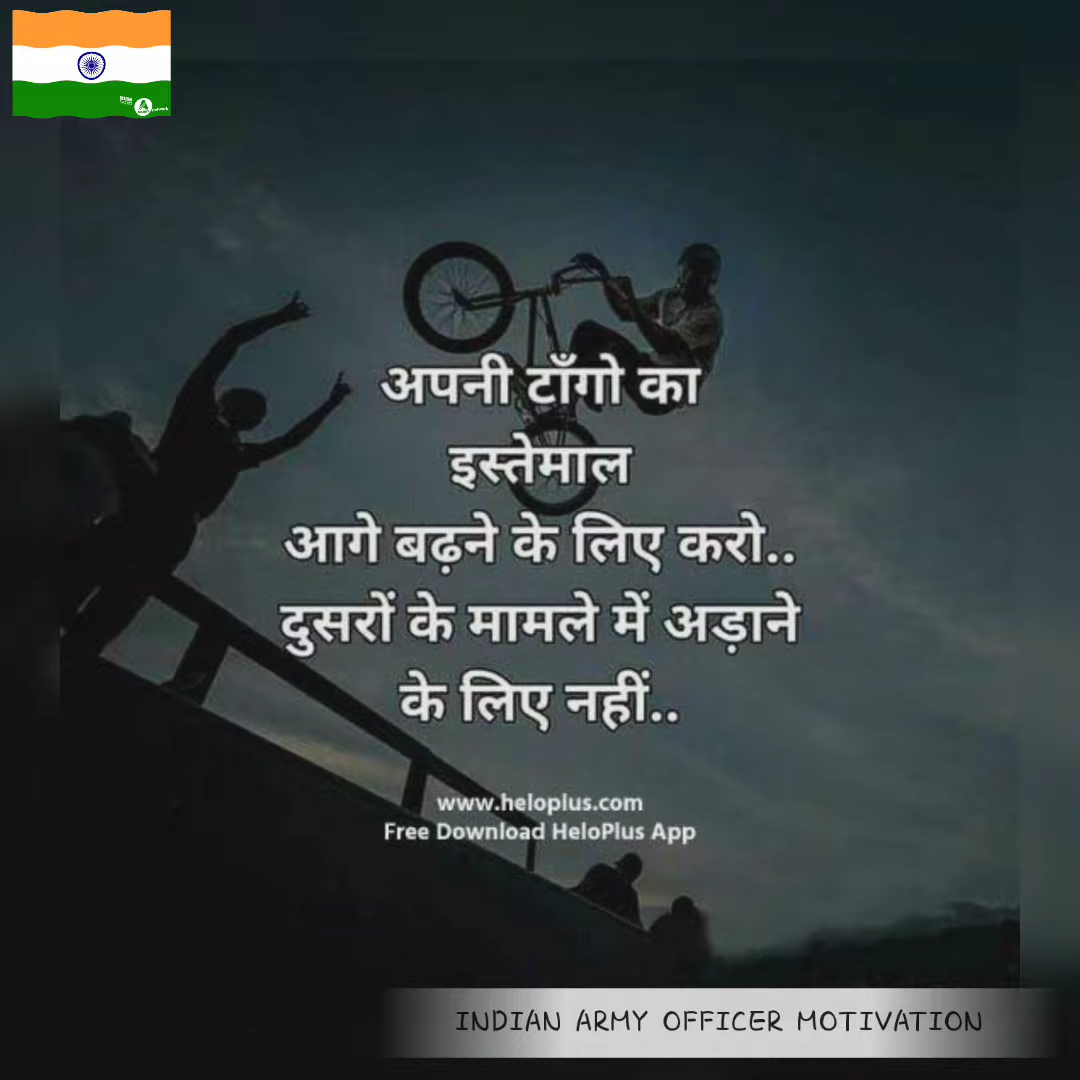 अपनी टाँगो का
इस्तेमाल
आगे बढ़ने के लिए करो..
दुसरों के मामले में अड़ाने
के लिए नहीं..
www.heloplus.com
Free Download HeloPlus App
INDIAN ARMY OFFICER MOTIVATION